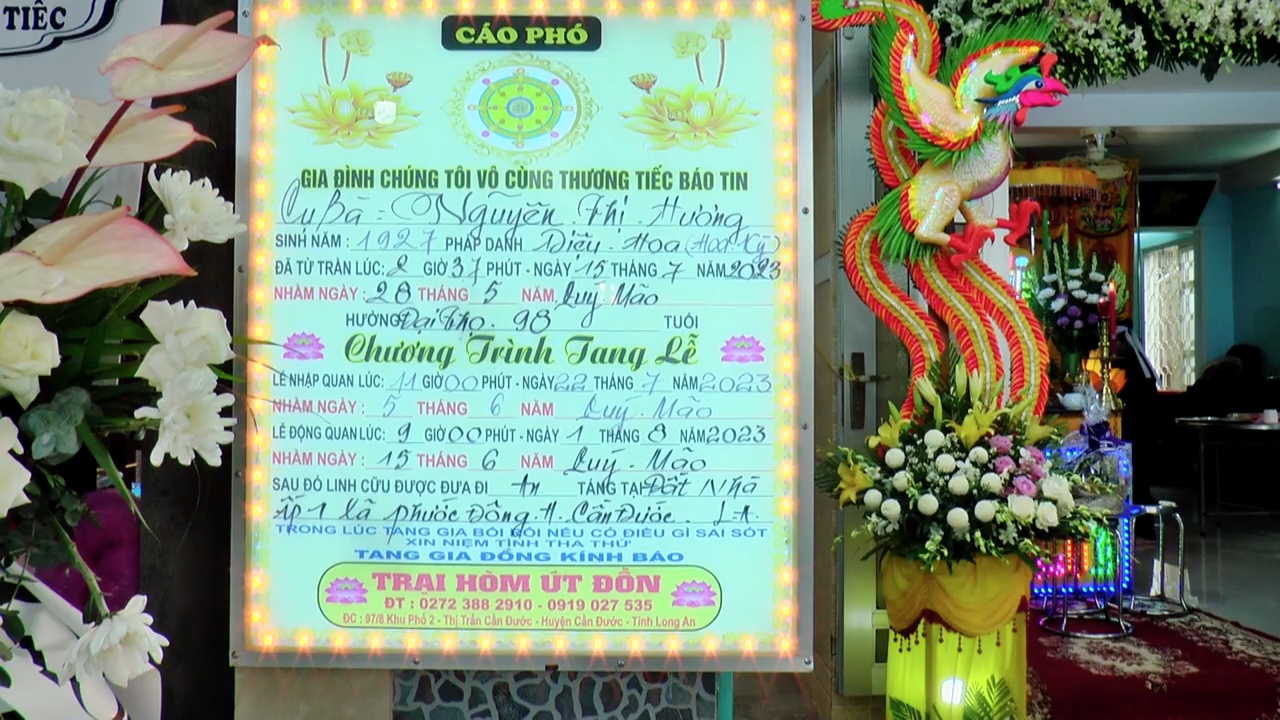 TIẾC
CÁO PHÓ
GIA ĐÌNH CHÚNG TÔI VÔ CÙNG THƯƠNG TIẾC BÁO TIN
Cụ Bà: Nguyễn Thị Hương
SINH NĂM : 1927 PHÁP DANH Diệu Hoa (Hoa Kỳ)
ĐÃ TỪ TRẦN LÚC: 2 GIỜ 37 PHÚT - NGÀY 15 THÁNG 7 NĂM 2023
NHẰM NGÀY : 28 THÁNG 5 NĂM Quý Mão
HƯỞNG Đại Thọ 98 TUỔI
Chương Trình Tang Lễ
LỄ NHẬP QUAN LÚC: 11 GIỜ 00 PHÚT - NGÀY 22 THÁNG 7 NĂM 2023
NHẰM NGÀY : 5 THÁNG 6 NĂM Quý Mão
LỄ ĐỘNG QUAN LÚC: 9 GIỜ 00 PHÚT - NGÀY 1 THÁNG 8 NĂM 2023
NHẰM NGÀY : 15 THÁNG 6 NĂM Quý Mão
SAU ĐÓ LINH CỮU ĐƯỢC ĐƯA ĐI An TÁNG TẠI Đất Nhà
Ấp 1 Xã Phước Đông H. Cần Đước L.A.
TRONG LÚC TANG GIA BỐI RỐI NẾU CÓ ĐIỀU GÌ SAI SÓT
XIN NIỆM TÌNH THA THỨ
TANG GIA ĐỒNG KÍNH BÁO
TRẠI HÒM ÚT ĐỒN
ĐT : 0272 388 2910 - 0919 027 535
ĐC : 97/8 Khu Phố 2 - Thị Trấn Cần Đước - Huyện Cần Đước - Tỉnh Long An